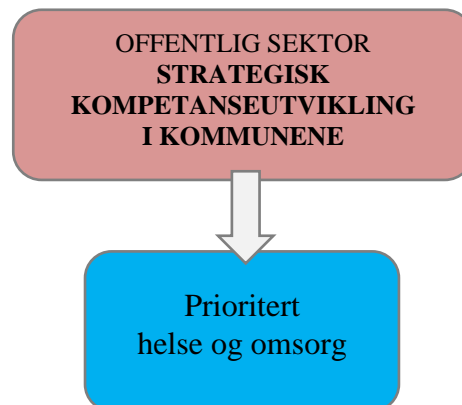 OFFENTLIG SEKTOR
STRATEGISK
KOMPETANSEUTVIKLING
I KOMMUNENE
Prioritert
helse og omsorg